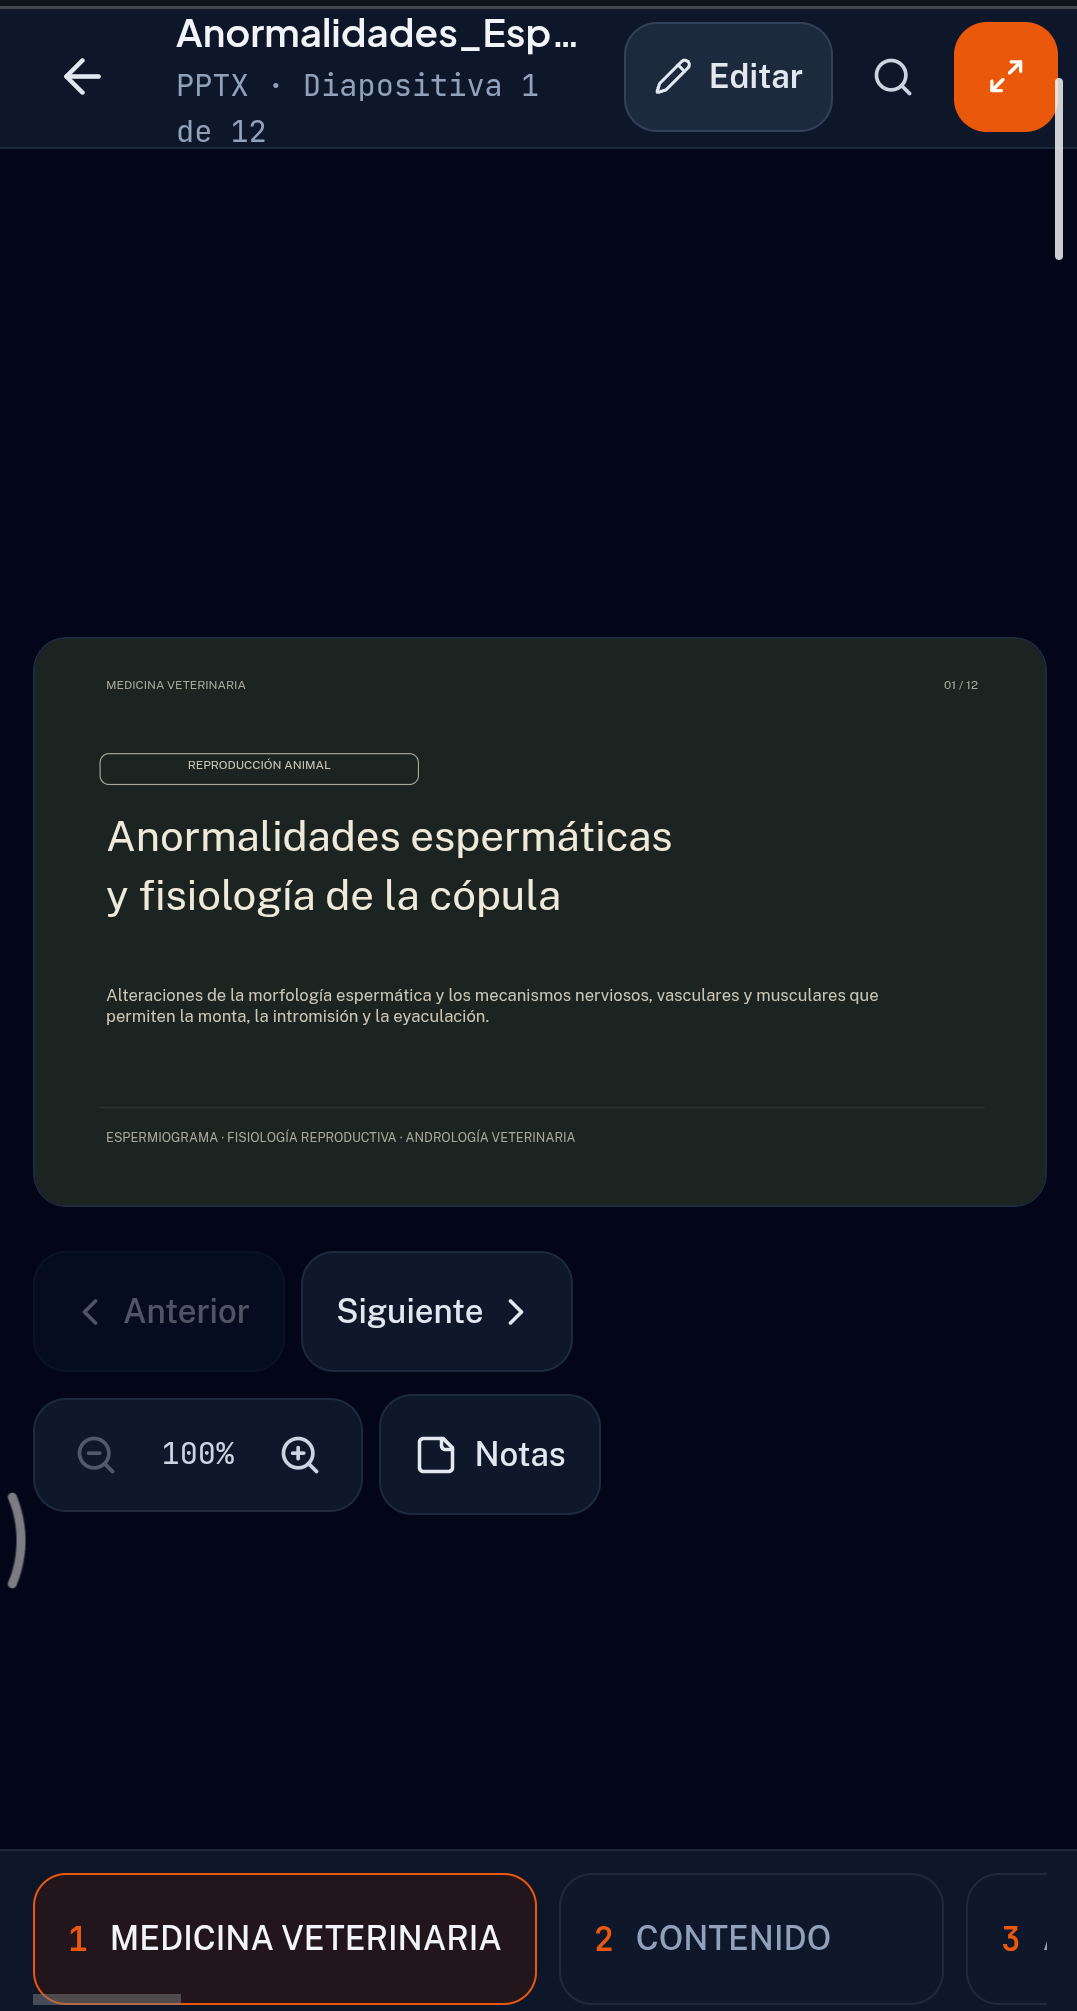 Anormalidades_Esp...
PPTX · Diapositiva 1
de 12
Editar
MEDICINA VETERINARIA
01 / 12
REPRODUCCIÓN ANIMAL
Anormalidades espermáticas
y fisiología de la cópula
Alteraciones de la morfología espermática y los mecanismos nerviosos, vasculares y musculares que
permiten la monta, la intromisión y la eyaculación.
ESPERMIOGRAMA · FISIOLOGÍA REPRODUCTIVA · ANDROLOGÍA VETERINARIA
Anterior
Siguiente
100%
Notas
1 MEDICINA VETERINARIA
2 CONTENIDO
3